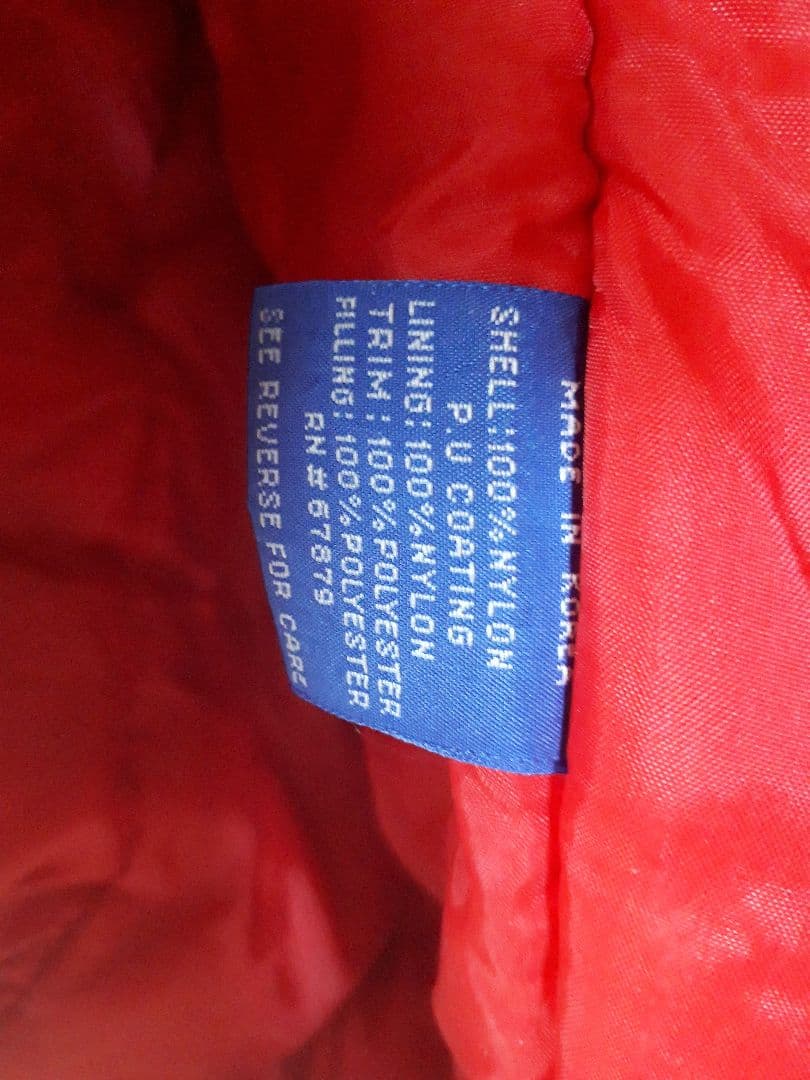 MADE IN KOREA
SHELL:100%NYLON
P.U COATING
LINING:100%NYLON
TRIM:100%POLYESTER
FILLING:100%POLYESTER
RN#67879
SEE REVERSE FOR CARE